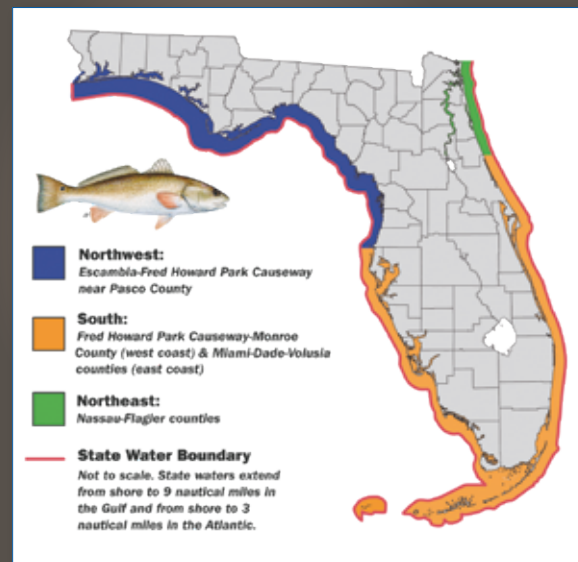 Northwest:
Escambia-Fred Howard Park Causeway
near Pasco County
South:
Fred Howard Park Causeway-Monroe
County (west coast) & Miami-Dade-Volusia
counties (east coast)
Northeast:
Nassau-Flagler counties
State Water Boundary
Not to scale. State waters extend
from shore to 9 nautical miles in
the Gulf and from shore to 3
nautical miles in the Atlantic.